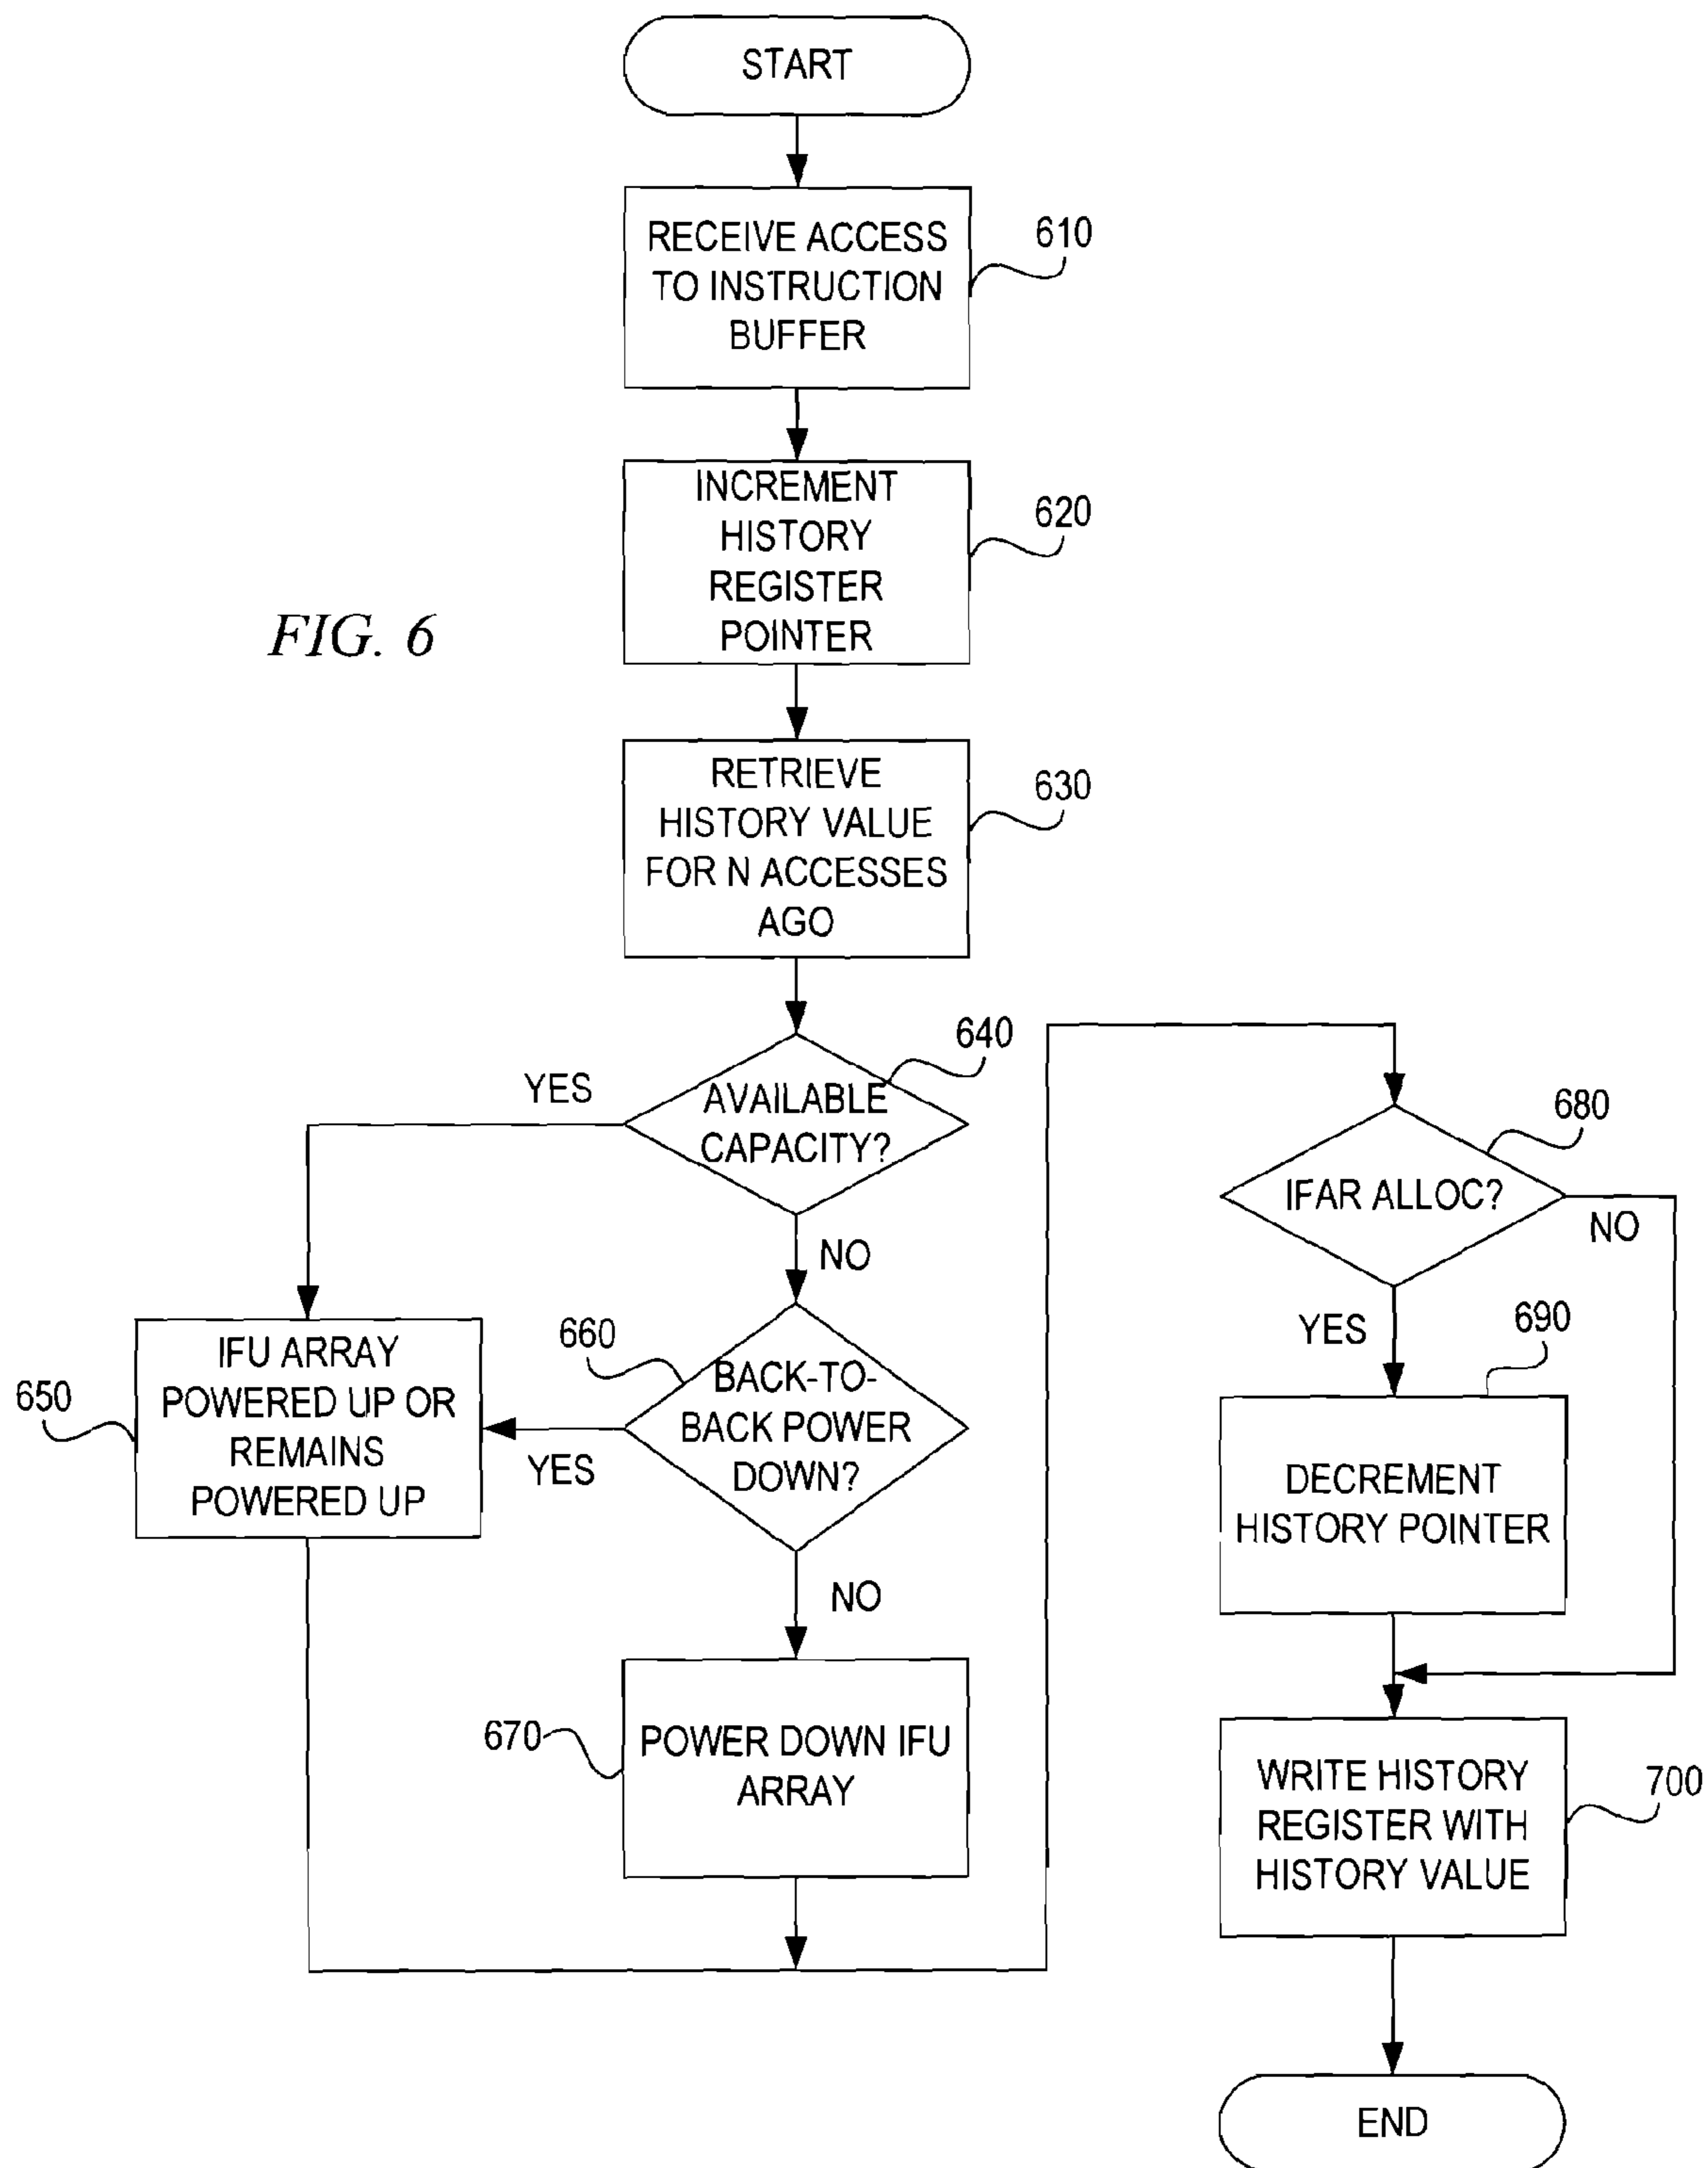 START
RECEIVE ACCESS
TO INSTRUCTION
BUFFER
610
INCREMENT
HISTORY
REGISTER
POINTER
620
FIG. 6
RETRIEVE
HISTORY VALUE
FOR N ACCESSES
AGO
630
AVAILABLE
CAPACITY?
640
YES
NO
IFU ARRAY
POWERED UP OR
REMAINS
POWERED UP
650
BACK-TO-
BACK POWER
DOWN?
660
YES
NO
POWER DOWN IFU
ARRAY
670
IFAR ALLOC?
680
NO
YES
DECREMENT
HISTORY POINTER
690
WRITE HISTORY
REGISTER WITH
HISTORY VALUE
700
END